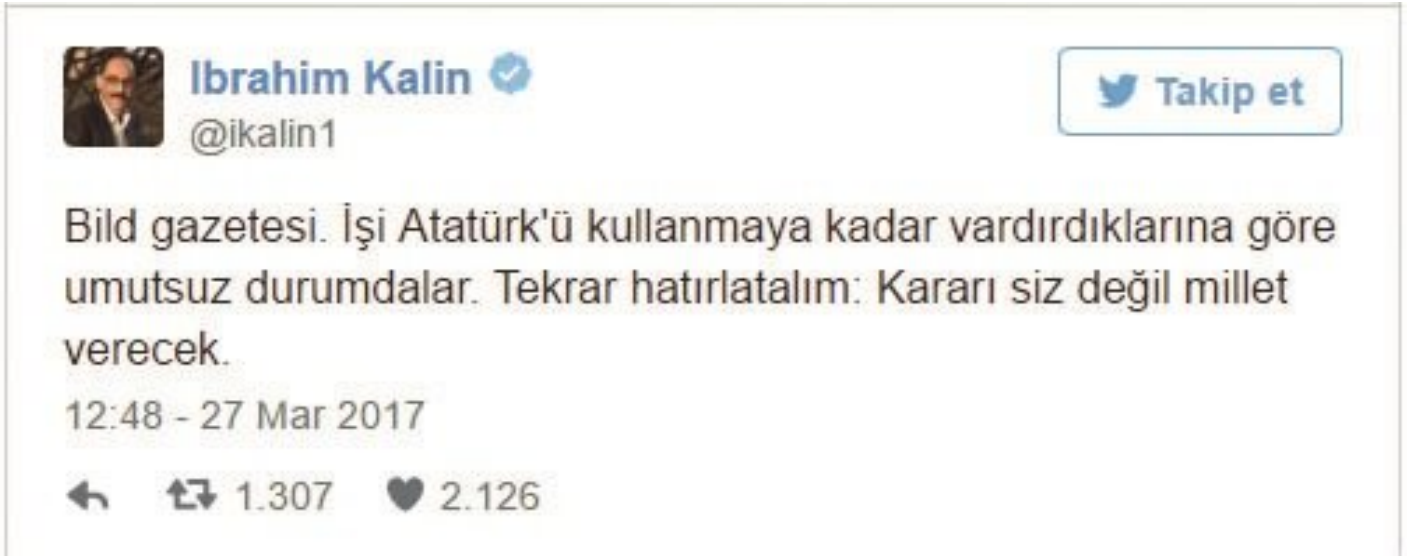 Ibrahim Kalin
@ikalin1
Takip et
Bild gazetesi. İşi Atatürk'ü kullanmaya kadar vardırdıklarına göre
umutsuz durumdalar. Tekrar hatırlatalım: Kararı siz değil millet
verecek.
12:48 - 27 Mar 2017
1.307 2.126